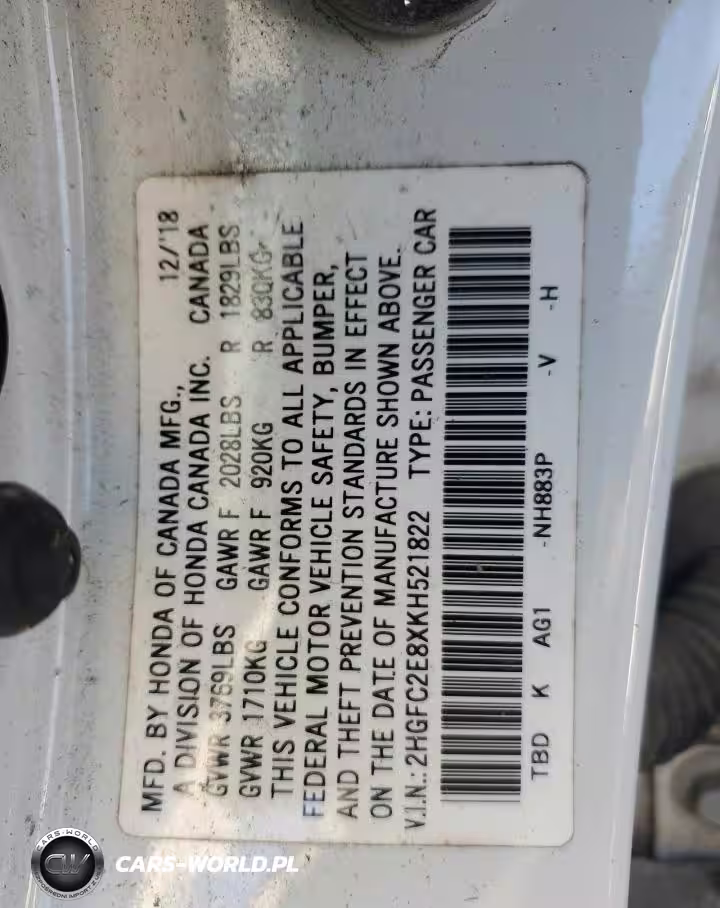 MFD. BY HONDA OF CANADA MFG., 12/'18
A DIVISION OF HONDA CANADA INC. CANADA
GVWR 3769LBS GAWR F 2028LBS R 1829LBS
GVWR 1710KG GAWR F 920KG R 830KG
THIS VEHICLE CONFORMS TO ALL APPLICABLE
FEDERAL MOTOR VEHICLE SAFETY, BUMPER,
AND THEFT PREVENTION STANDARDS IN EFFECT
ON THE DATE OF MANUFACTURE SHOWN ABOVE.
V.I.N.: 2HGFC2E8XKH521822 TYPE: PASSENGER CAR
TBD K AG1 -NH883P -V -H
CARS-WORLD
CW
CARS-WORLD.PL